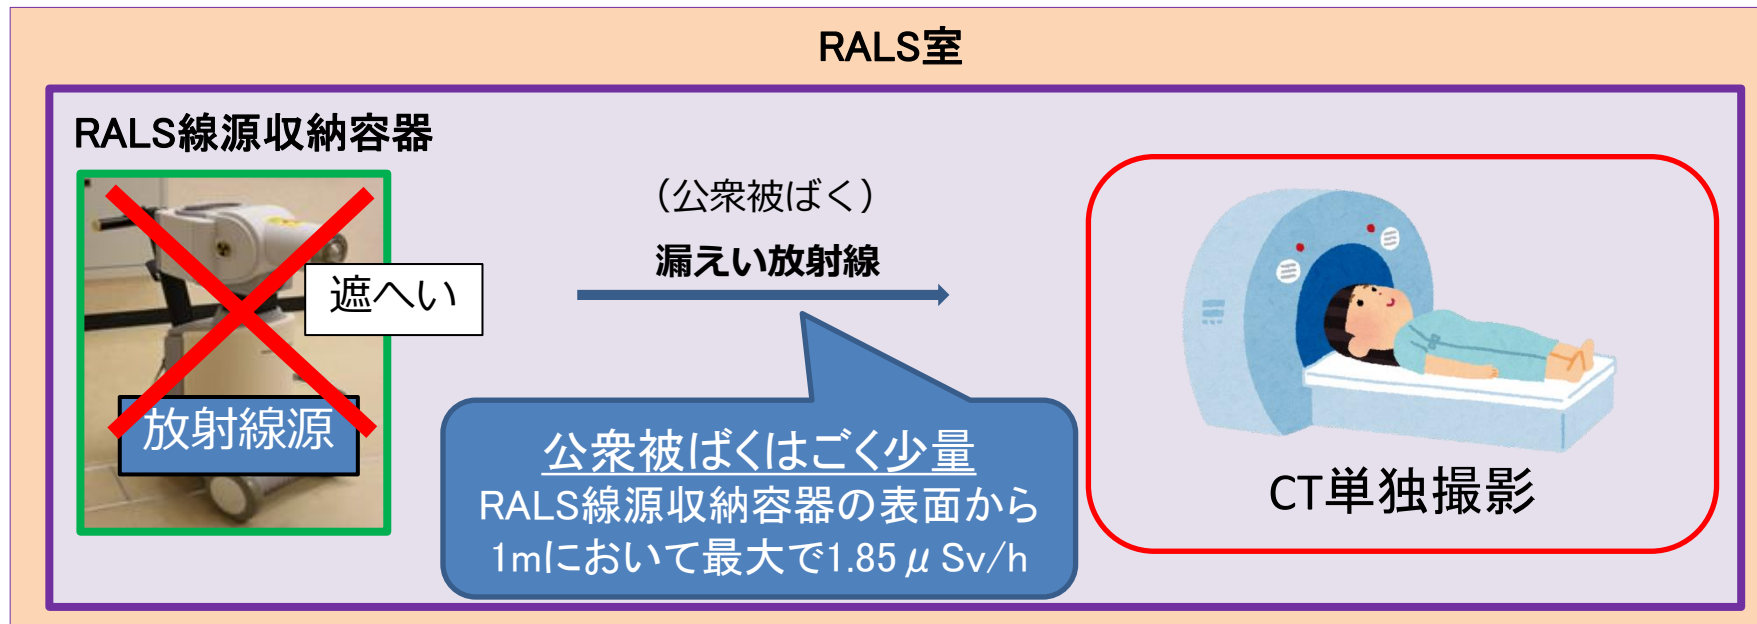 RALS室
RALS線源収納容器
遮へい
放射線源
（公衆被ばく）
漏えい放射線
公衆被ばくはごく少量
RALS線源収納容器の表面から
1mにおいて最大で1.85μSv/h
CT単独撮影